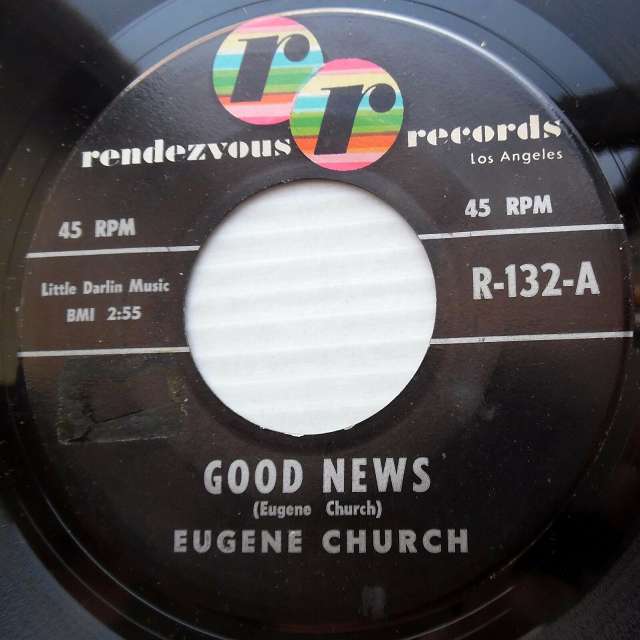 r r
rendezvous records
Los Angeles
45 RPM
45 RPM
Little Darlin Music
BMI 2:55
R-132-A
GOOD NEWS
(Eugene Church)
EUGENE CHURCH